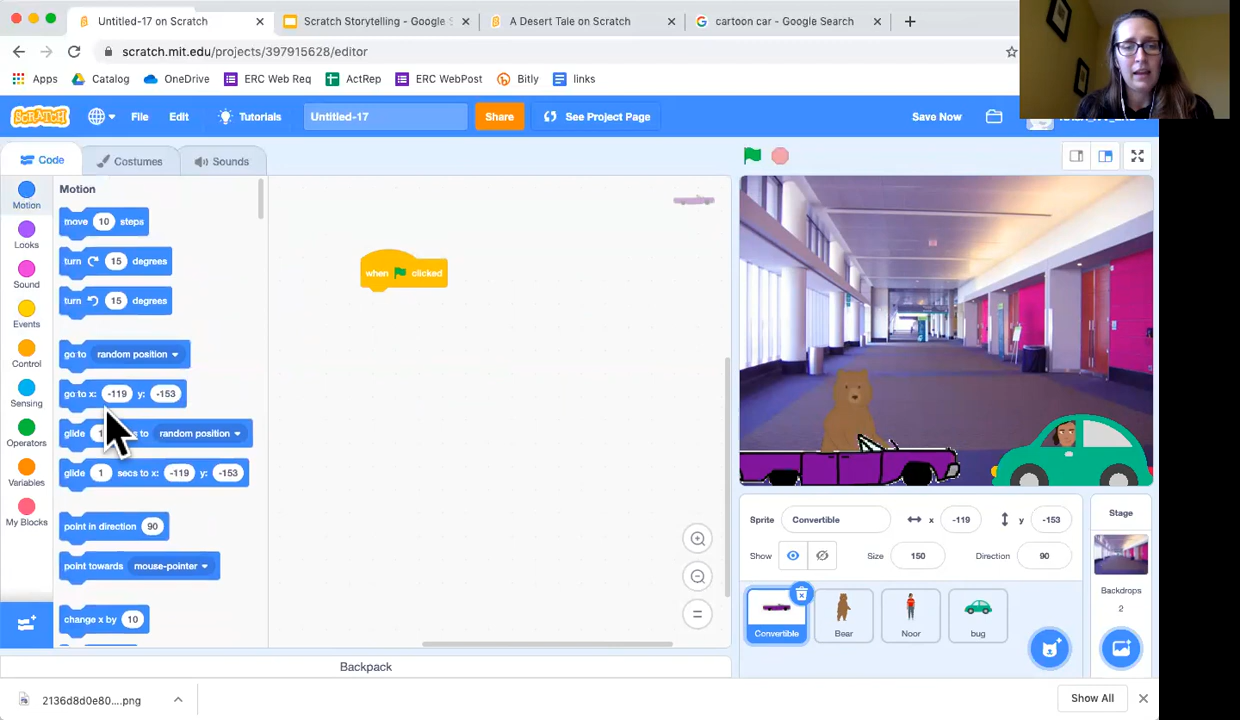 Untitled-17 on Scratch
Scratch Storytelling - Google S
A Desert Tale on Scratch
cartoon car - Google Search
scratch.mit.edu/projects/397915628/editor
Apps
Catalog
OneDrive
ERC Web Req
ActRep
ERC WebPost
Bitly
links
SCRATCH
File
Edit
Tutorials
Untitled-17
Share
See Project Page
Save Now
Code
Costumes
Sounds
Motion
Looks
Sound
Events
Control
Sensing
Operators
Variables
My Blocks
Motion
move 10 steps
turn 15 degrees
turn 15 degrees
go to random position
go to x: -119 y: -153
glide 1 to random position
glide 1 secs to x: -119 y: -153
point in direction 90
point towards mouse-pointer
change x by 10
when clicked
Sprite Convertible x -119 y -153
Show Size 150 Direction 90
Convertible
Bear
Noor
bug
Stage
Backdrops
2
Backpack
2136d8d0e80....png
Show All